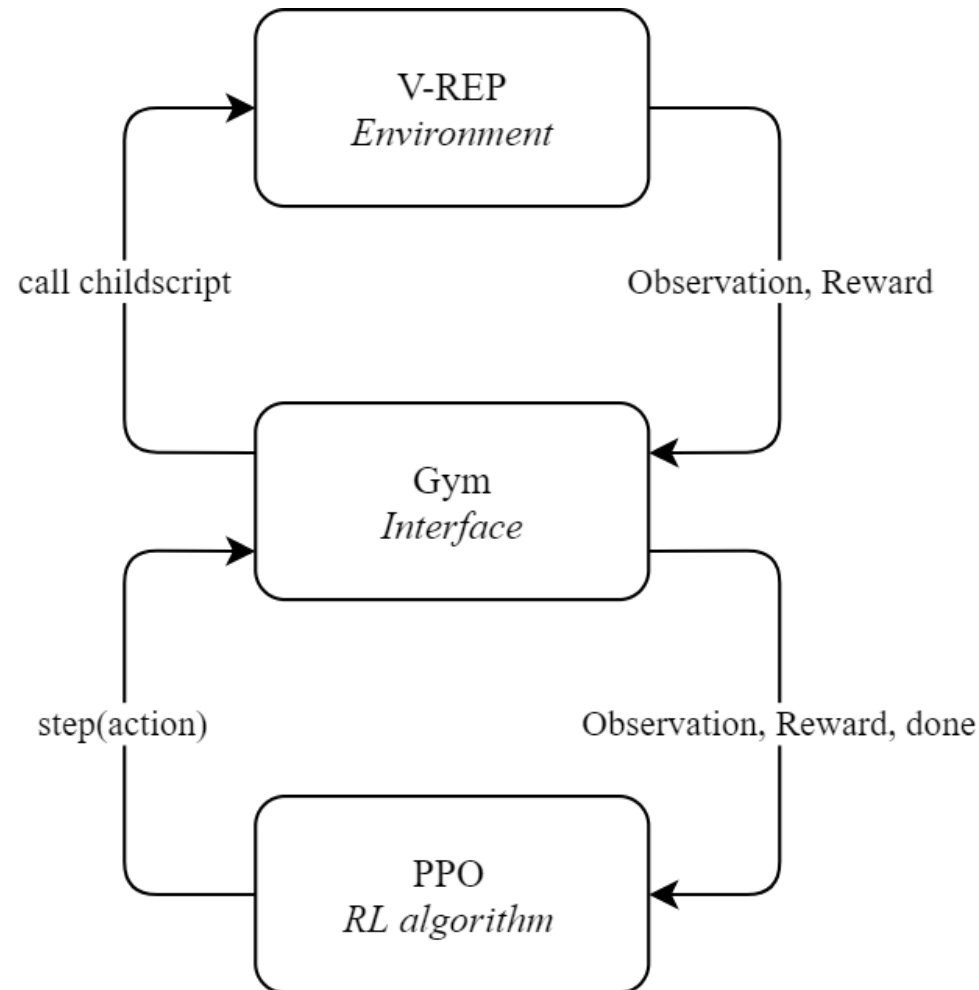 V-REP
Environment
call childscript
Observation, Reward
Gym
Interface
step(action)
Observation, Reward, done
PPO
RL algorithm